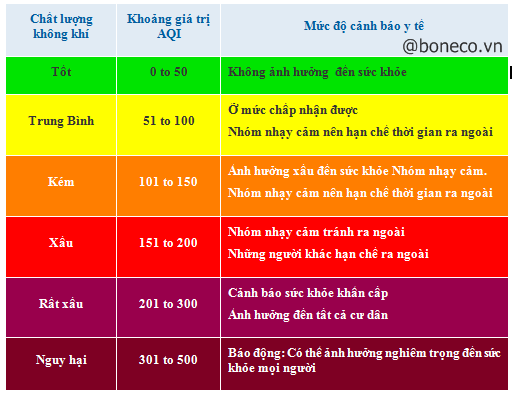 Chất lượng
không khí
Khoảng giá trị
AQI
Mức độ cảnh báo y tế
@boneco.vn
Tốt
0 to 50
Không ảnh hưởng đến sức khỏe
Trung Bình
51 to 100
Ở mức chấp nhận được
Nhóm nhạy cảm nên hạn chế thời gian ra ngoài
Kém
101 to 150
Ảnh hưởng xấu đến sức khỏe Nhóm nhạy cảm.
Nhóm nhạy cảm nên hạn chế thời gian ra ngoài
Xấu
151 to 200
Nhóm nhạy cảm tránh ra ngoài
Những người khác hạn chế ra ngoài
Rất xấu
201 to 300
Cảnh báo sức khỏe khẩn cấp
Ảnh hưởng đến tất cả cư dân
Nguy hại
301 to 500
Báo động: Có thể ảnh hưởng nghiêm trọng đến sức
khỏe mọi người